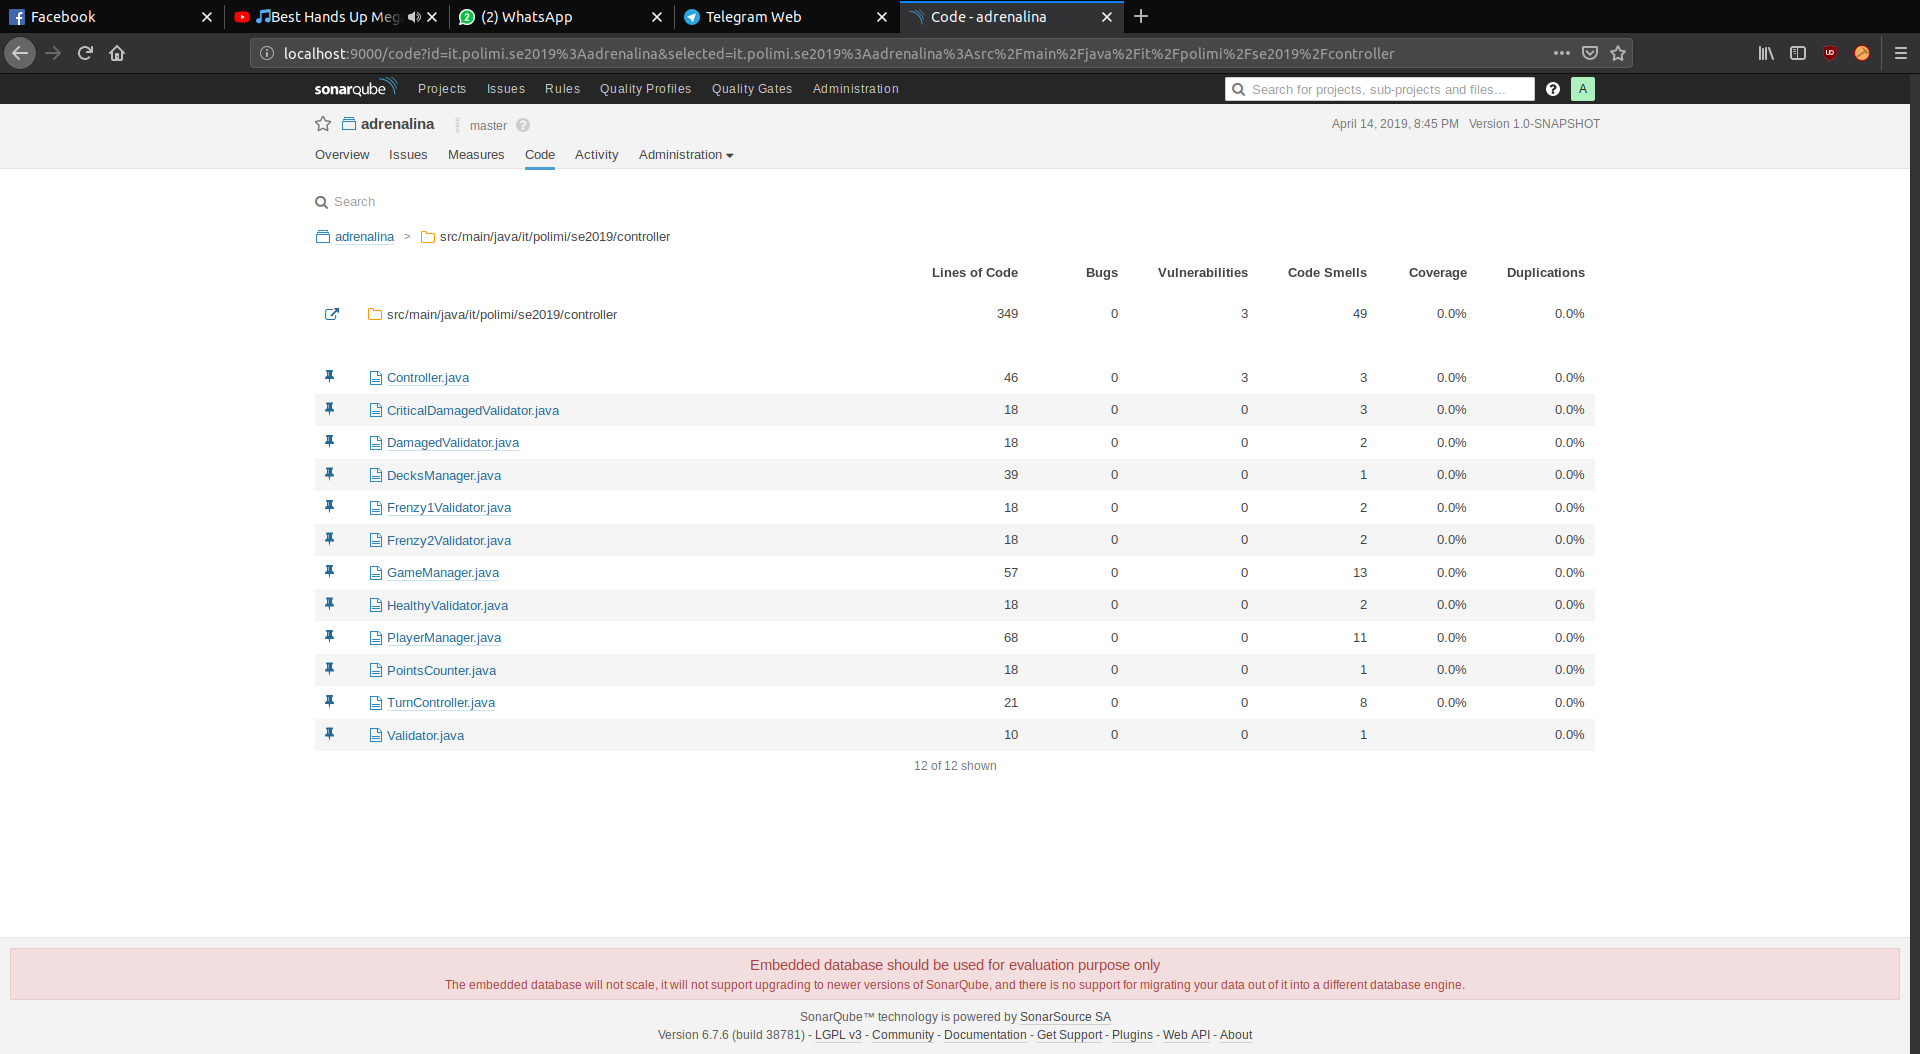 Facebook
Best Hands Up Meg
(2) WhatsApp
Telegram Web
Code - adrenalina
localhost:9000/code?id=it.polimi.se2019%3Aadrenalina&selected=it.polimi.se2019%3Aadrenalina%3Asrc%2Fmain%2Fjava%2Fit%2Fpolimi%2Fse2019%2Fcontroller
sonarqube Projects Issues Rules Quality Profiles Quality Gates Administration Search for projects, sub-projects and files... ? A
adrenalina master ? April 14, 2019, 8:45 PM Version 1.0-SNAPSHOT
Overview Issues Measures Code Activity Administration
Search
adrenalina > src/main/java/it/polimi/se2019/controller
Lines of Code Bugs Vulnerabilities Code Smells Coverage Duplications
src/main/java/it/polimi/se2019/controller 349 0 3 49 0.0% 0.0%
Controller.java 46 0 3 3 0.0% 0.0%
CriticalDamagedValidator.java 18 0 0 3 0.0% 0.0%
DamagedValidator.java 18 0 0 2 0.0% 0.0%
DecksManager.java 39 0 0 1 0.0% 0.0%
Frenzy1Validator.java 18 0 0 2 0.0% 0.0%
Frenzy2Validator.java 18 0 0 2 0.0% 0.0%
GameManager.java 57 0 0 13 0.0% 0.0%
HealthyValidator.java 18 0 0 2 0.0% 0.0%
PlayerManager.java 68 0 0 11 0.0% 0.0%
PointsCounter.java 18 0 0 1 0.0% 0.0%
TurnController.java 21 0 0 8 0.0% 0.0%
Validator.java 10 0 0 1 0.0%
12 of 12 shown
Embedded database should be used for evaluation purpose only
The embedded database will not scale, it will not support upgrading to newer versions of SonarQube, and there is no support for migrating your data out of it into a different database engine.
SonarQube™ technology is powered by SonarSource SA
Version 6.7.6 (build 38781) - LGPL v3 - Community - Documentation - Get Support - Plugins - Web API - About